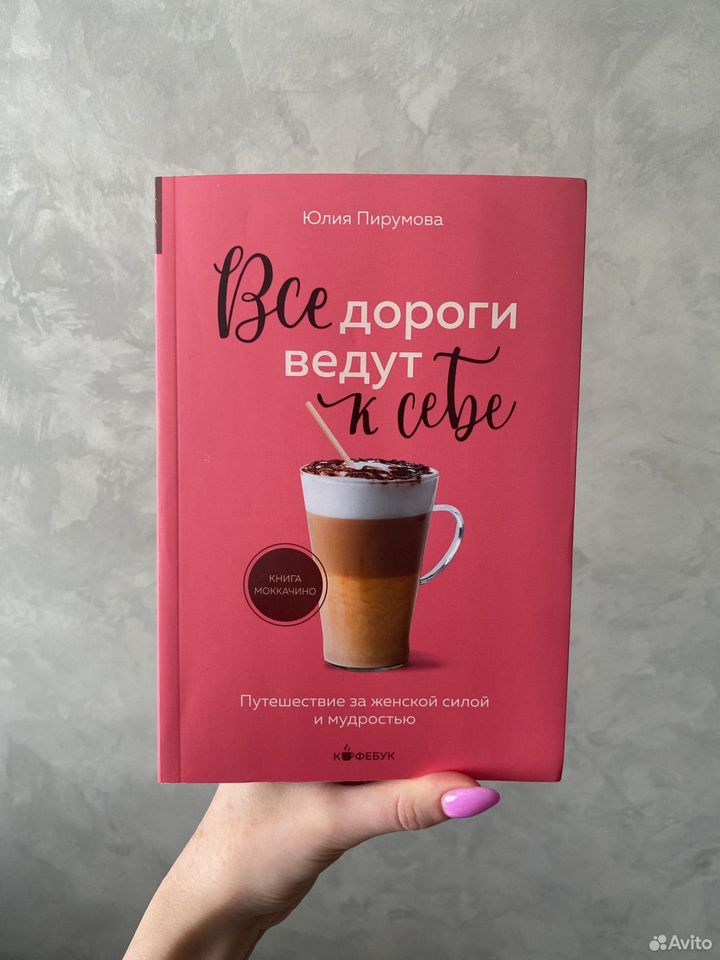 Юлия Пирумова
Все дороги
ведут
к себе
КНИГА
МОККАЧИНО
Путешествие за женской силой
и мудростью
КОФЕБУК
Avito